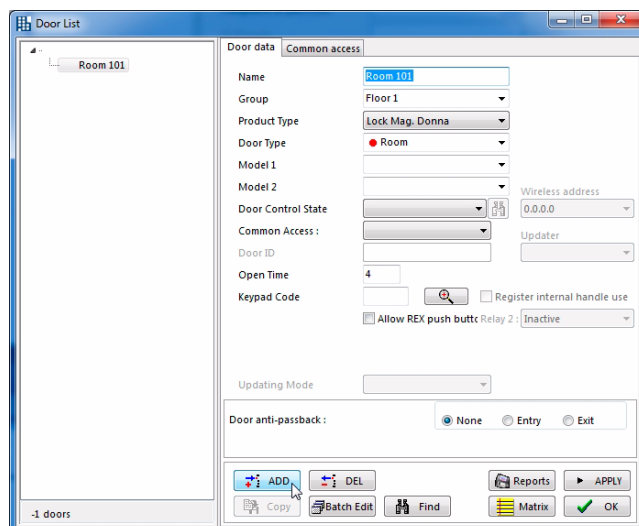 Door List
Room 101
-1 doors
Door data Common access
Name Room 101
Group Floor 1
Product Type Lock Mag. Donna
Door Type Room
Model 1
Model 2
Wireless address
Door Control State 0.0.0.0
Common Access : Updater
Door ID
Open Time 4
Keypad Code Register internal handle use
Allow REX push butt Relay 2 : Inactive
Updating Mode
Door anti-passback : None Entry Exit
ADD DEL Reports APPLY
Copy Batch Edit Find Matrix OK